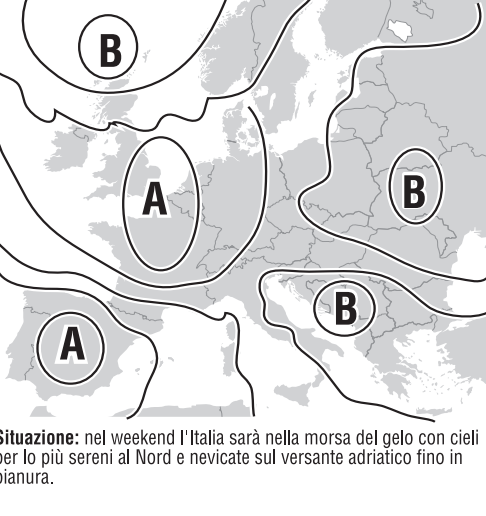 B
A
B
B
A
Situazione: nel weekend l'Italia sarà nella morsa del gelo con cieli
per lo più sereni al Nord e nevicate sul versante adriatico fino in
pianura.